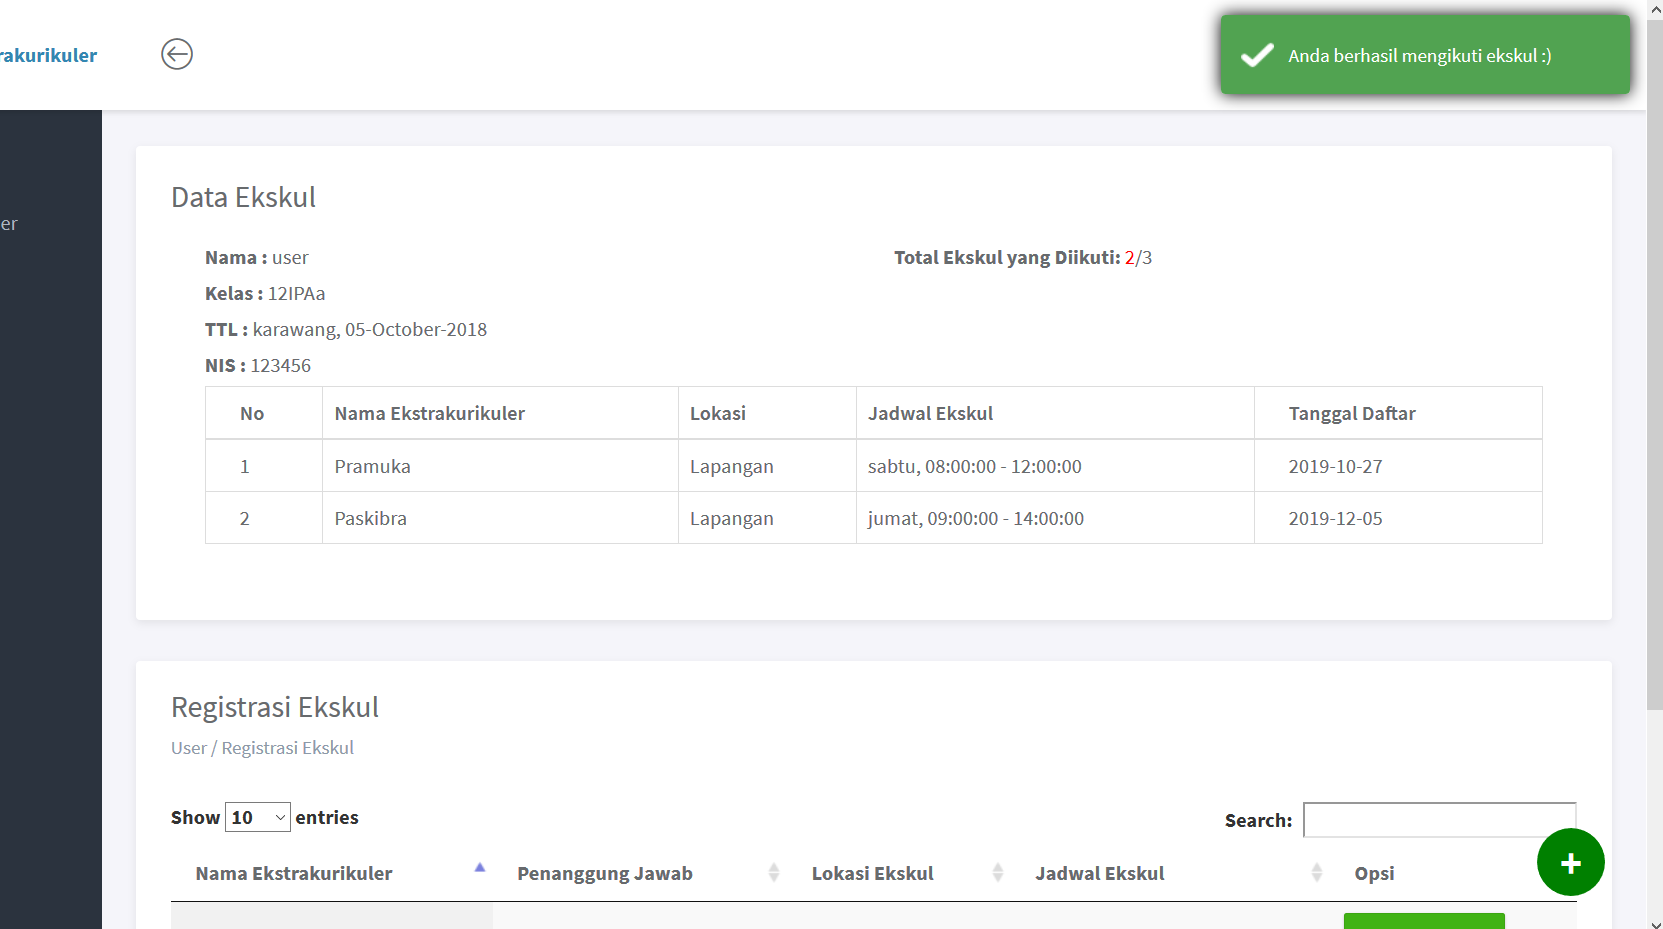 rakurikuler
Anda berhasil mengikuti ekskul :)
er
Data Ekskul
Nama : user
Total Ekskul yang Diikuti: 2/3
Kelas : 12IPAa
TTL : karawang, 05-October-2018
NIS : 123456
No Nama Ekstrakurikuler Lokasi Jadwal Ekskul Tanggal Daftar
1 Pramuka Lapangan sabtu, 08:00:00 - 12:00:00 2019-10-27
2 Paskibra Lapangan jumat, 09:00:00 - 14:00:00 2019-12-05
Registrasi Ekskul
User / Registrasi Ekskul
Show 10 entries
Search:
Nama Ekstrakurikuler Penanggung Jawab Lokasi Ekskul Jadwal Ekskul Opsi
+